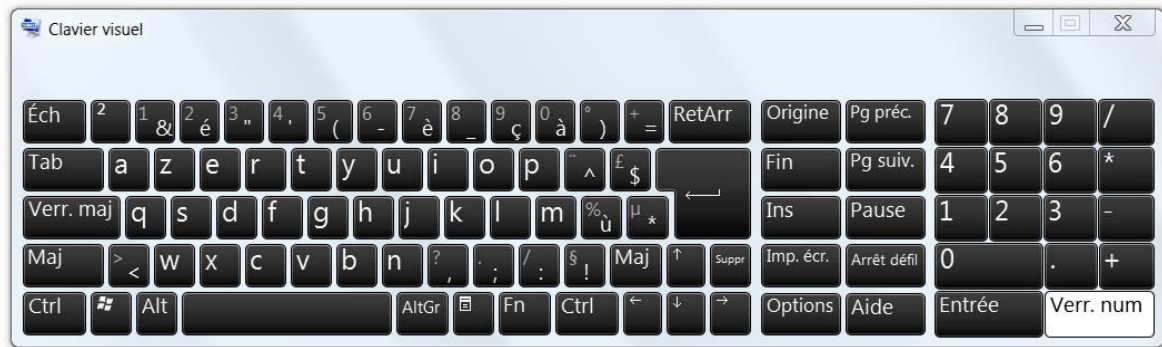 Clavier visuel
Éch ² 1 & 2 é 3 " 4 ' 5 ( 6 - 7 è 8 _ 9 ç 0 à ° ) + = RetArr Origine Pg préc. 7 8 9 /
Tab a z e r t y u i o p ¨ ^ £ $ Fin Pg suiv. 4 5 6 *
Verr. maj q s d f g h j k l m % ù µ * Ins Pause 1 2 3 -
Maj > < w x c v b n ? , . ; / : § ! Maj ↑ Suppr Imp. écr. Arrêt défil 0 . +
Ctrl Alt AltGr Fn Ctrl ← ↓ → Options Aide Entrée Verr. num